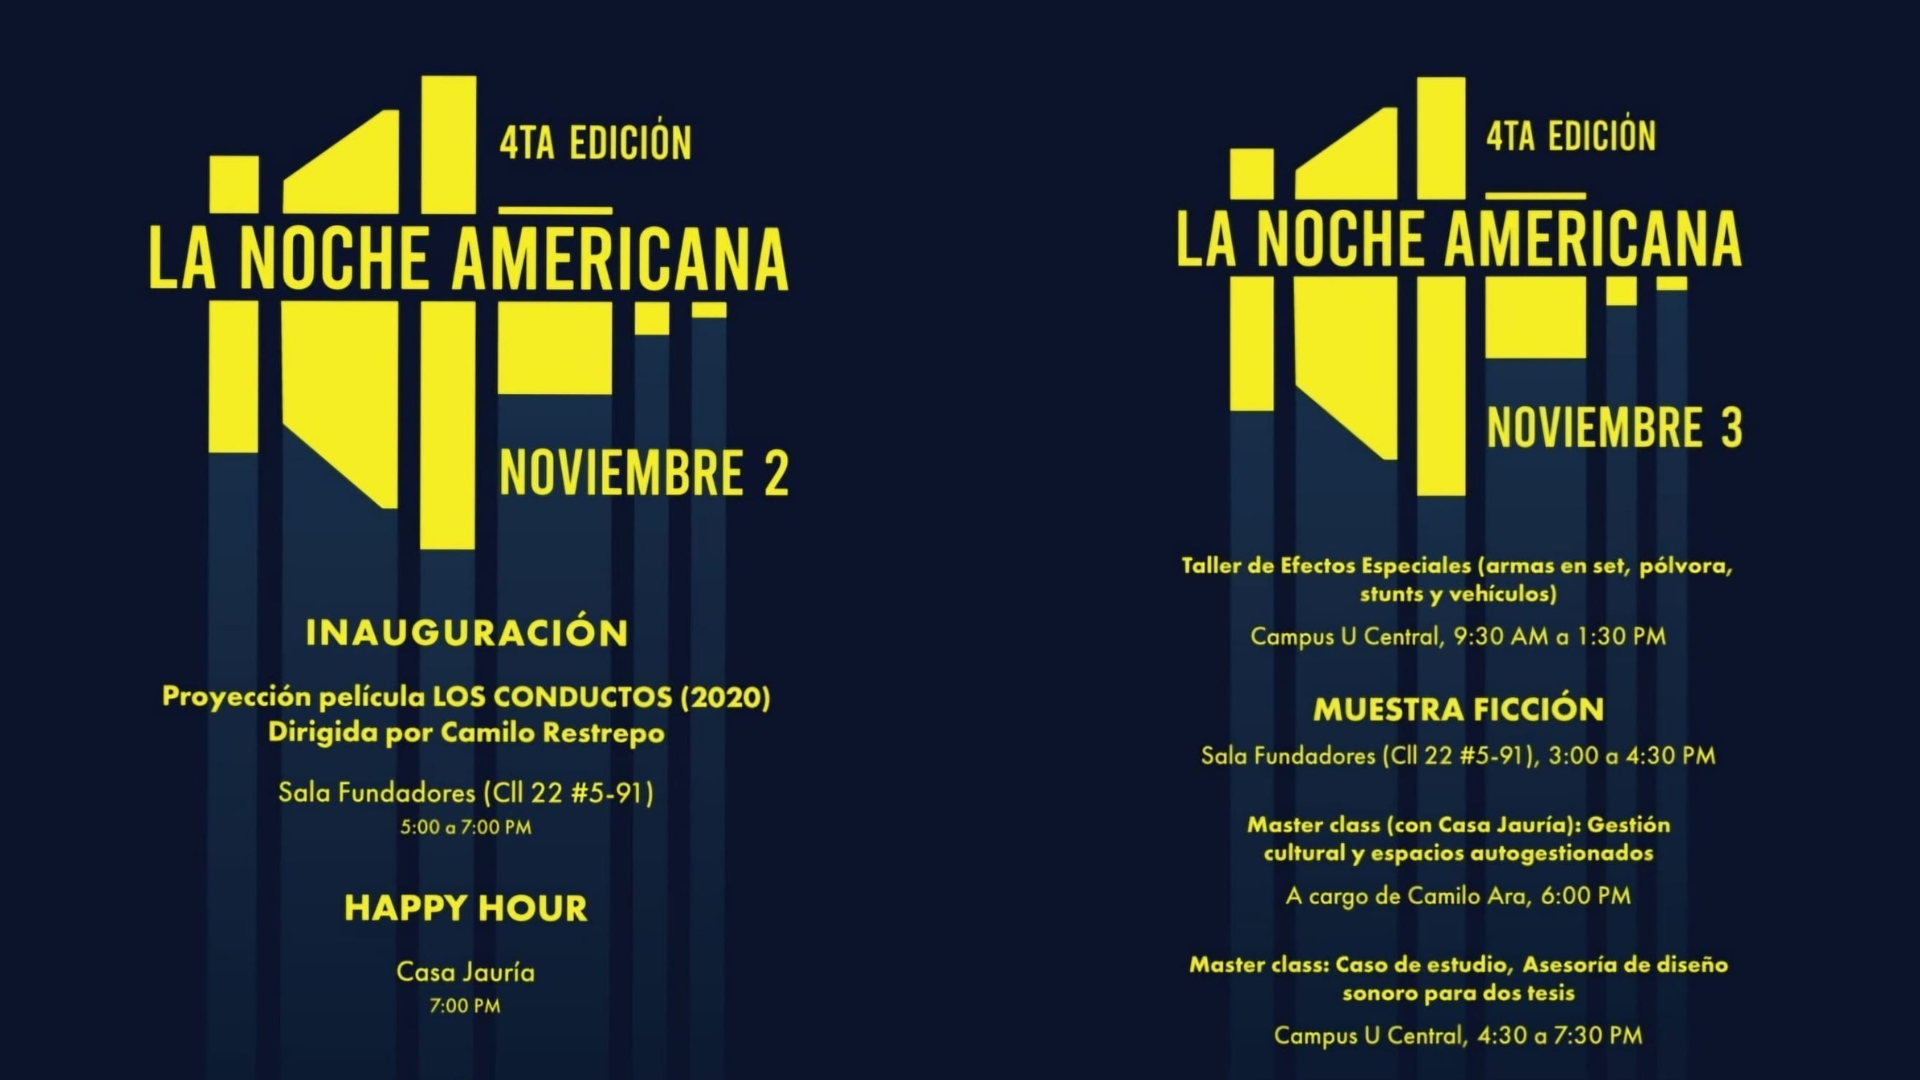 4TA EDICIÓN
LA NOCHE AMERICANA
NOVIEMBRE 2
INAUGURACIÓN
Proyección película LOS CONDUCTOS (2020)
Dirigida por Camilo Restrepo
Sala Fundadores (Cll 22 #5-91)
5:00 a 7:00 PM
HAPPY HOUR
Casa Jauría
7:00 PM
4TA EDICIÓN
LA NOCHE AMERICANA
NOVIEMBRE 3
Taller de Efectos Especiales (armas en set, pólvora,
stunts y vehículos)
Campus U Central, 9:30 AM a 1:30 PM
MUESTRA FICCIÓN
Sala Fundadores (Cll 22 #5-91), 3:00 a 4:30 PM
Master class (con Casa Jauría): Gestión
cultural y espacios autogestionados
A cargo de Camilo Ara, 6:00 PM
Master class: Caso de estudio, Asesoría de diseño
sonoro para dos tesis
Campus U Central, 4:30 a 7:30 PM